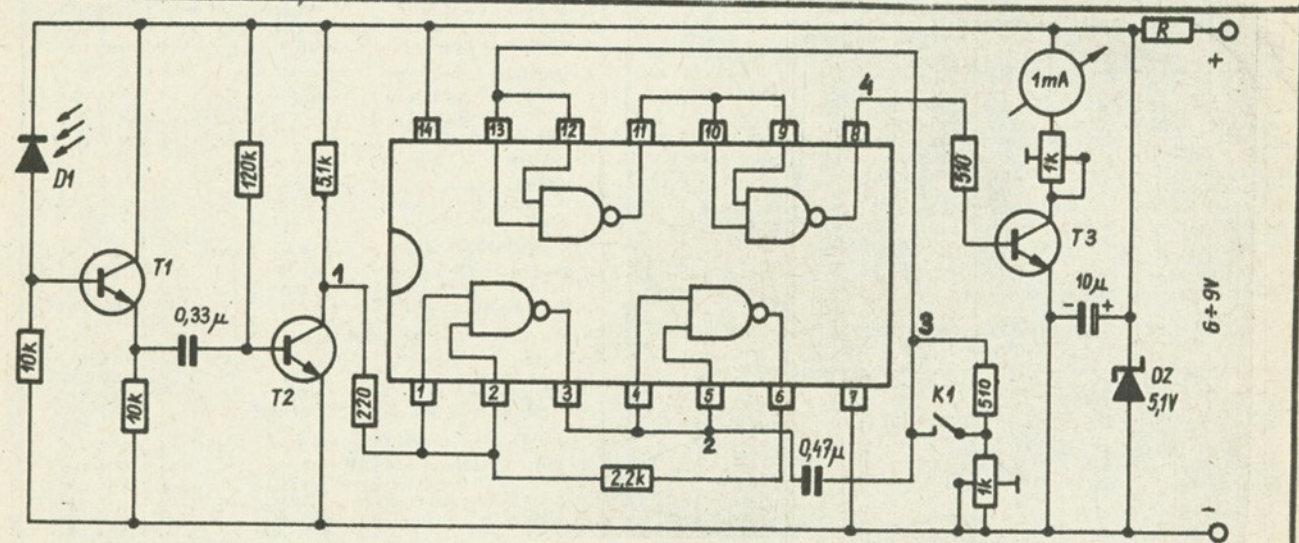 R
+
1mA
4
14
13
12
11
10
9
8
D1
120k
5,1k
510
1k
T1
T3
1
10μ
6÷9V
0,33μ
3
10k
10k
T2
220
1
2
3
4
5
6
7
K1
510
DZ
5,1V
2
0,47μ
2,2k
1k
-
+
-